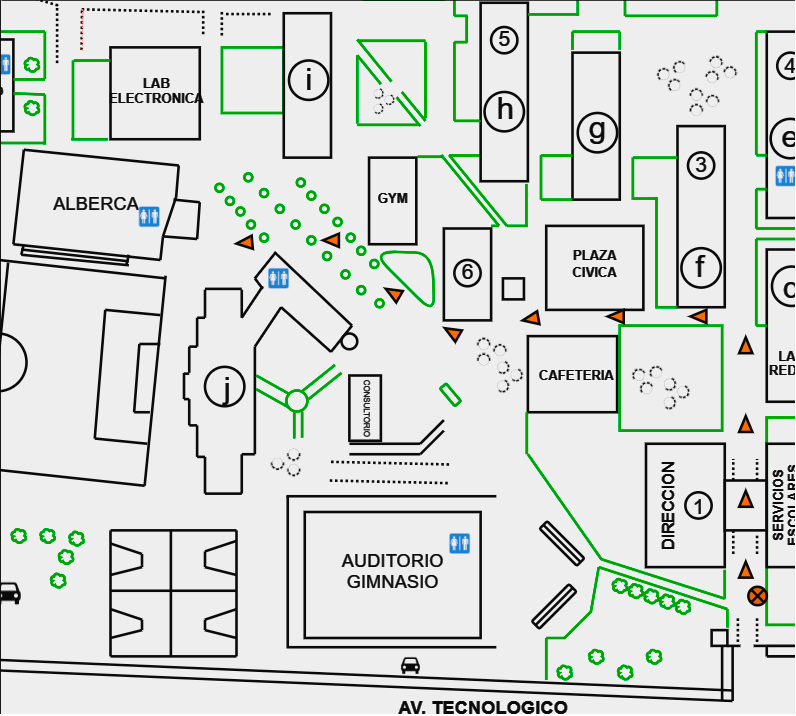 5
4
i
LAB
ELECTRONICA
h
g
e
3
ALBERCA
GYM
PLAZA
CIVICA
6
f
LA
RED
j
CAFETERIA
CONSULTORIO
DIRECCION
1
SERVICIOS
ESCOLARES
AUDITORIO
GIMNASIO
AV. TECNOLOGICO